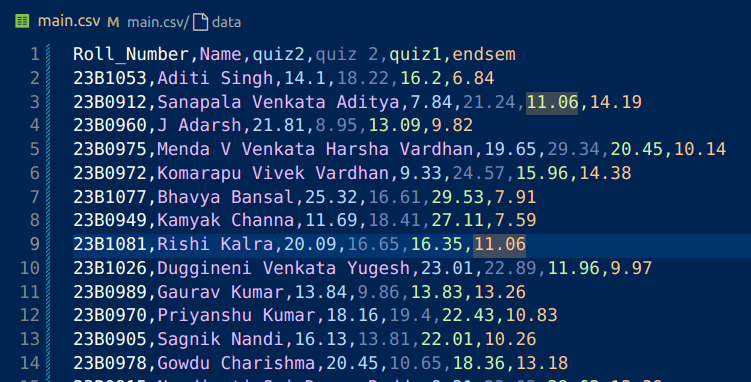 main.csv M main.csv/ data
1 Roll_Number,Name,quiz2,quiz 2,quiz1,endsem
2 23B1053,Aditi Singh,14.1,18.22,16.2,6.84
3 23B0912,Sanapala Venkata Aditya,7.84,21.24,11.06,14.19
4 23B0960,J Adarsh,21.81,8.95,13.09,9.82
5 23B0975,Menda V Venkata Harsha Vardhan,19.65,29.34,20.45,10.14
6 23B0972,Komarapu Vivek Vardhan,9.33,24.57,15.96,14.38
7 23B1077,Bhavya Bansal,25.32,16.61,29.53,7.91
8 23B0949,Kamyak Channa,11.69,18.41,27.11,7.59
9 23B1081,Rishi Kalra,20.09,16.65,16.35,11.06
10 23B1026,Duggineni Venkata Yugesh,23.01,22.89,11.96,9.97
11 23B0989,Gaurav Kumar,13.84,9.86,13.83,13.26
12 23B0970,Priyanshu Kumar,18.16,19.4,22.43,10.83
13 23B0905,Sagnik Nandi,16.13,13.81,22.01,10.26
14 23B0978,Gowdu Charishma,20.45,10.65,18.36,13.18